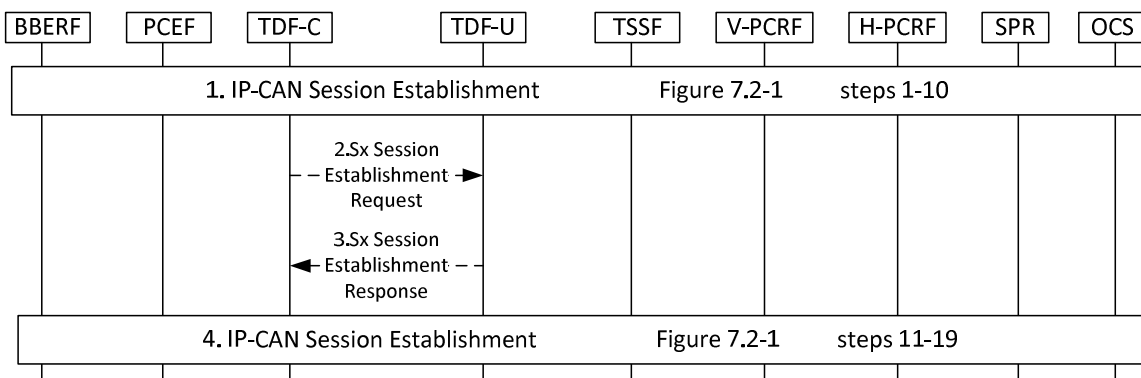 BBERF PCEF TDF-C TDF-U TSSF V-PCRF H-PCRF SPR OCS
1. IP-CAN Session Establishment Figure 7.2-1 steps 1-10
2.Sx Session
Establishment
Request
3.Sx Session
Establishment
Response
4. IP-CAN Session Establishment Figure 7.2-1 steps 11-19